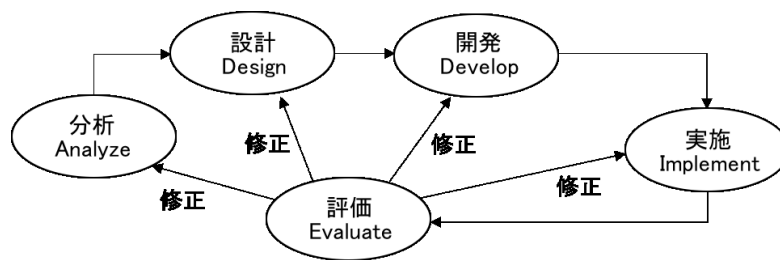 設計
Design
開発
Develop
分析
Analyze
実施
Implement
評価
Evaluate
修正
修正
修正
修正